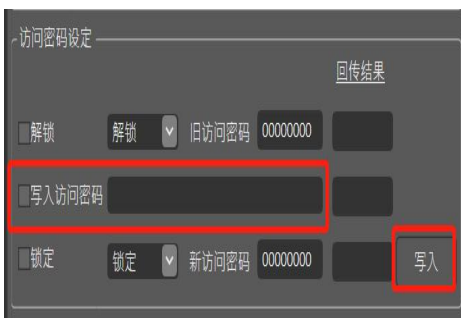 访问密码设定
回传结果
解锁 解锁 旧访问密码 00000000
写入访问密码
锁定 锁定 新访问密码 00000000 写入